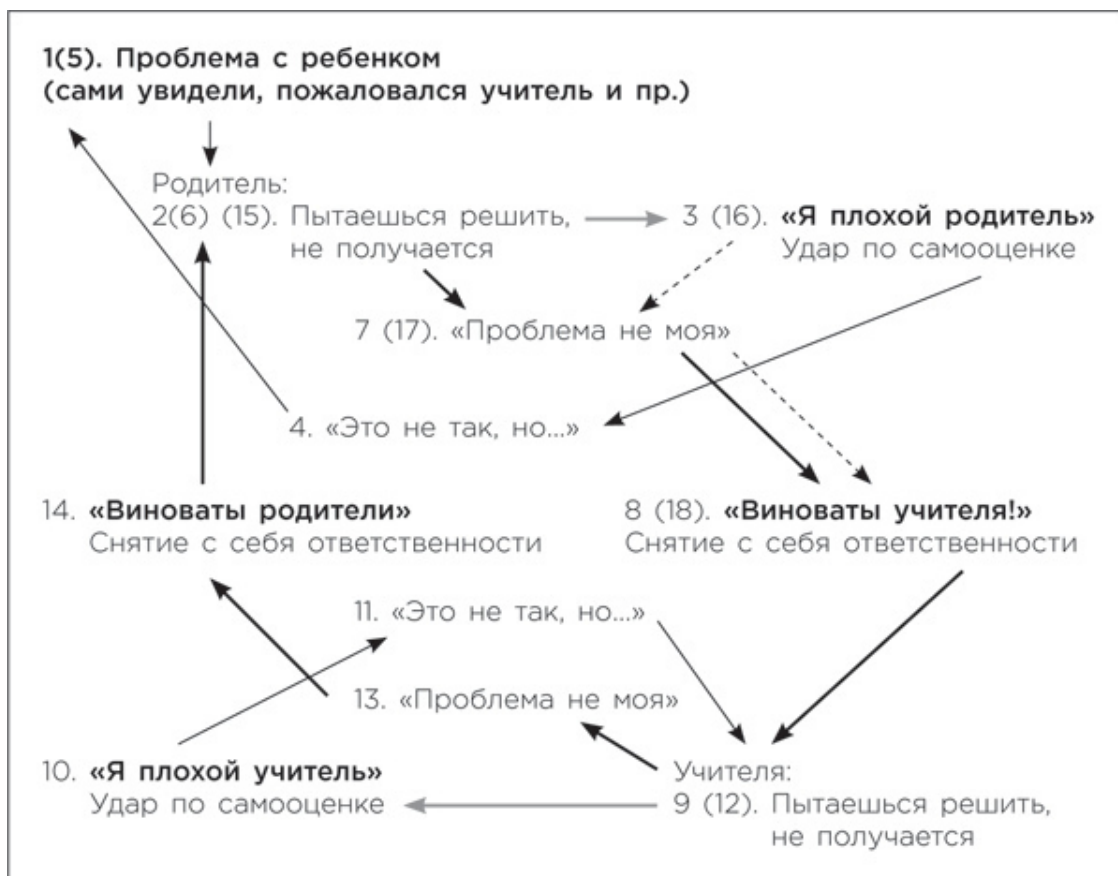 1(5). Проблема с ребенком
(сами увидели, пожаловался учитель и пр.)
Родитель:
2(6) (15). Пытаешься решить,
не получается
3 (16). «Я плохой родитель»
Удар по самооценке
7 (17). «Проблема не моя»
4. «Это не так, но...»
14. «Виноваты родители»
Снятие с себя ответственности
8 (18). «Виноваты учителя!»
Снятие с себя ответственности
11. «Это не так, но...»
13. «Проблема не моя»
10. «Я плохой учитель»
Удар по самооценке
Учителя:
9 (12). Пытаешься решить,
не получается